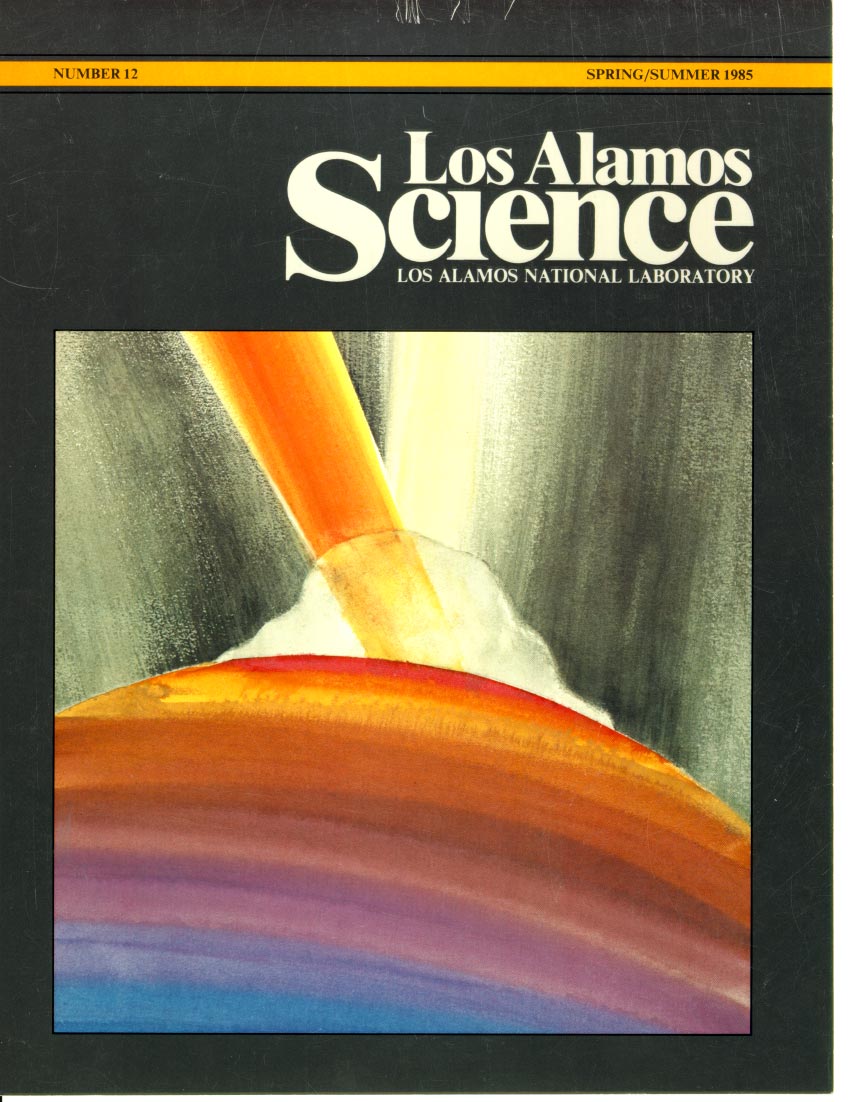 NUMBER 12
SPRING/SUMMER 1985
Los Alamos
Science
LOS ALAMOS NATIONAL LABORATORY